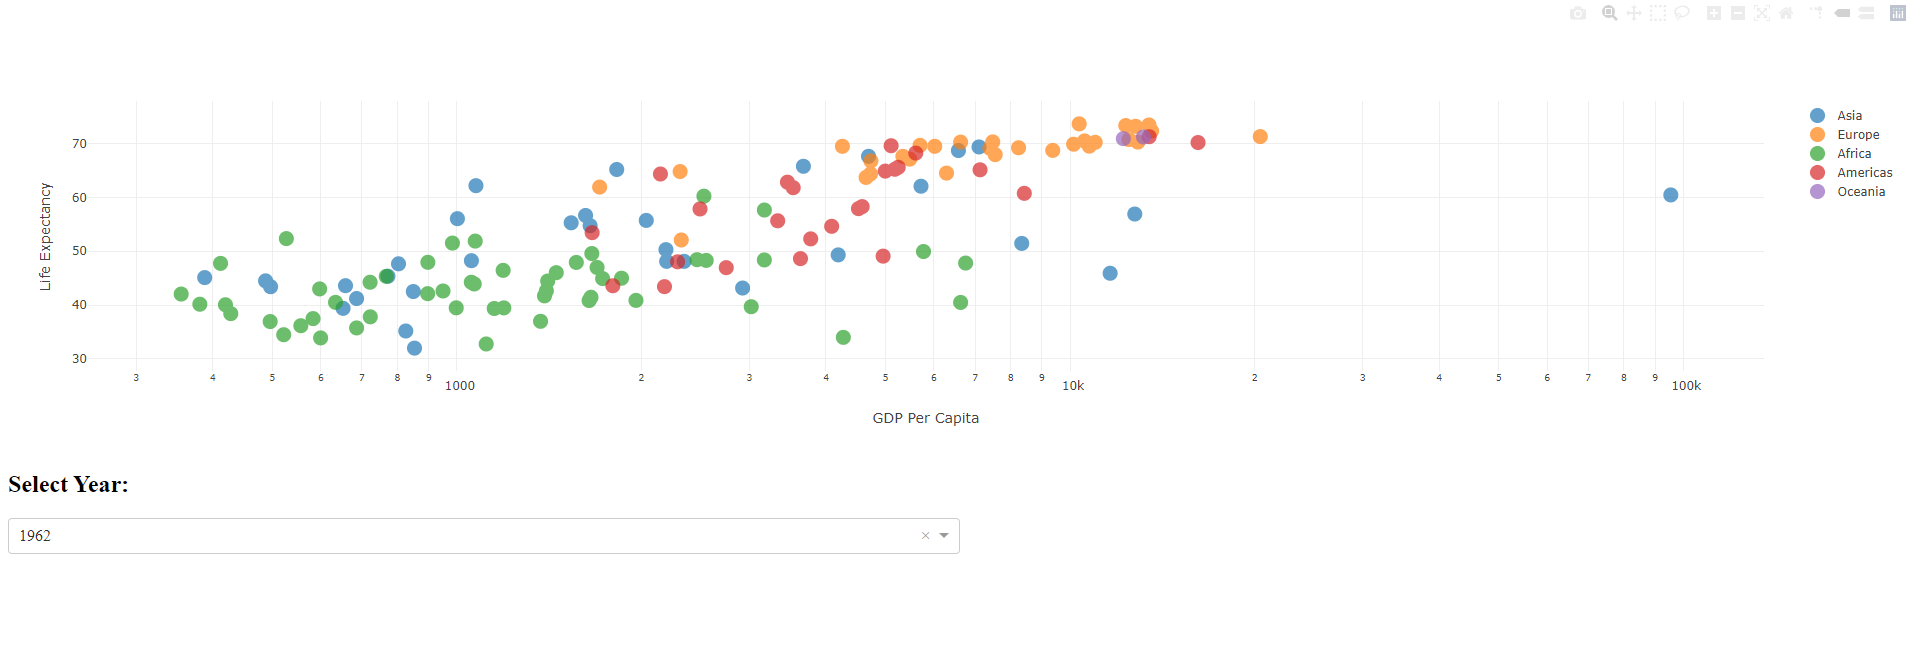 70
60
50
40
30
Life Expectancy
3 4 5 6 7 8 9 1000 2 3 4 5 6 7 8 9 10k 2 3 4 5 6 7 8 9 100k
GDP Per Capita
Asia
Europe
Africa
Americas
Oceania
Select Year:
1962 ×